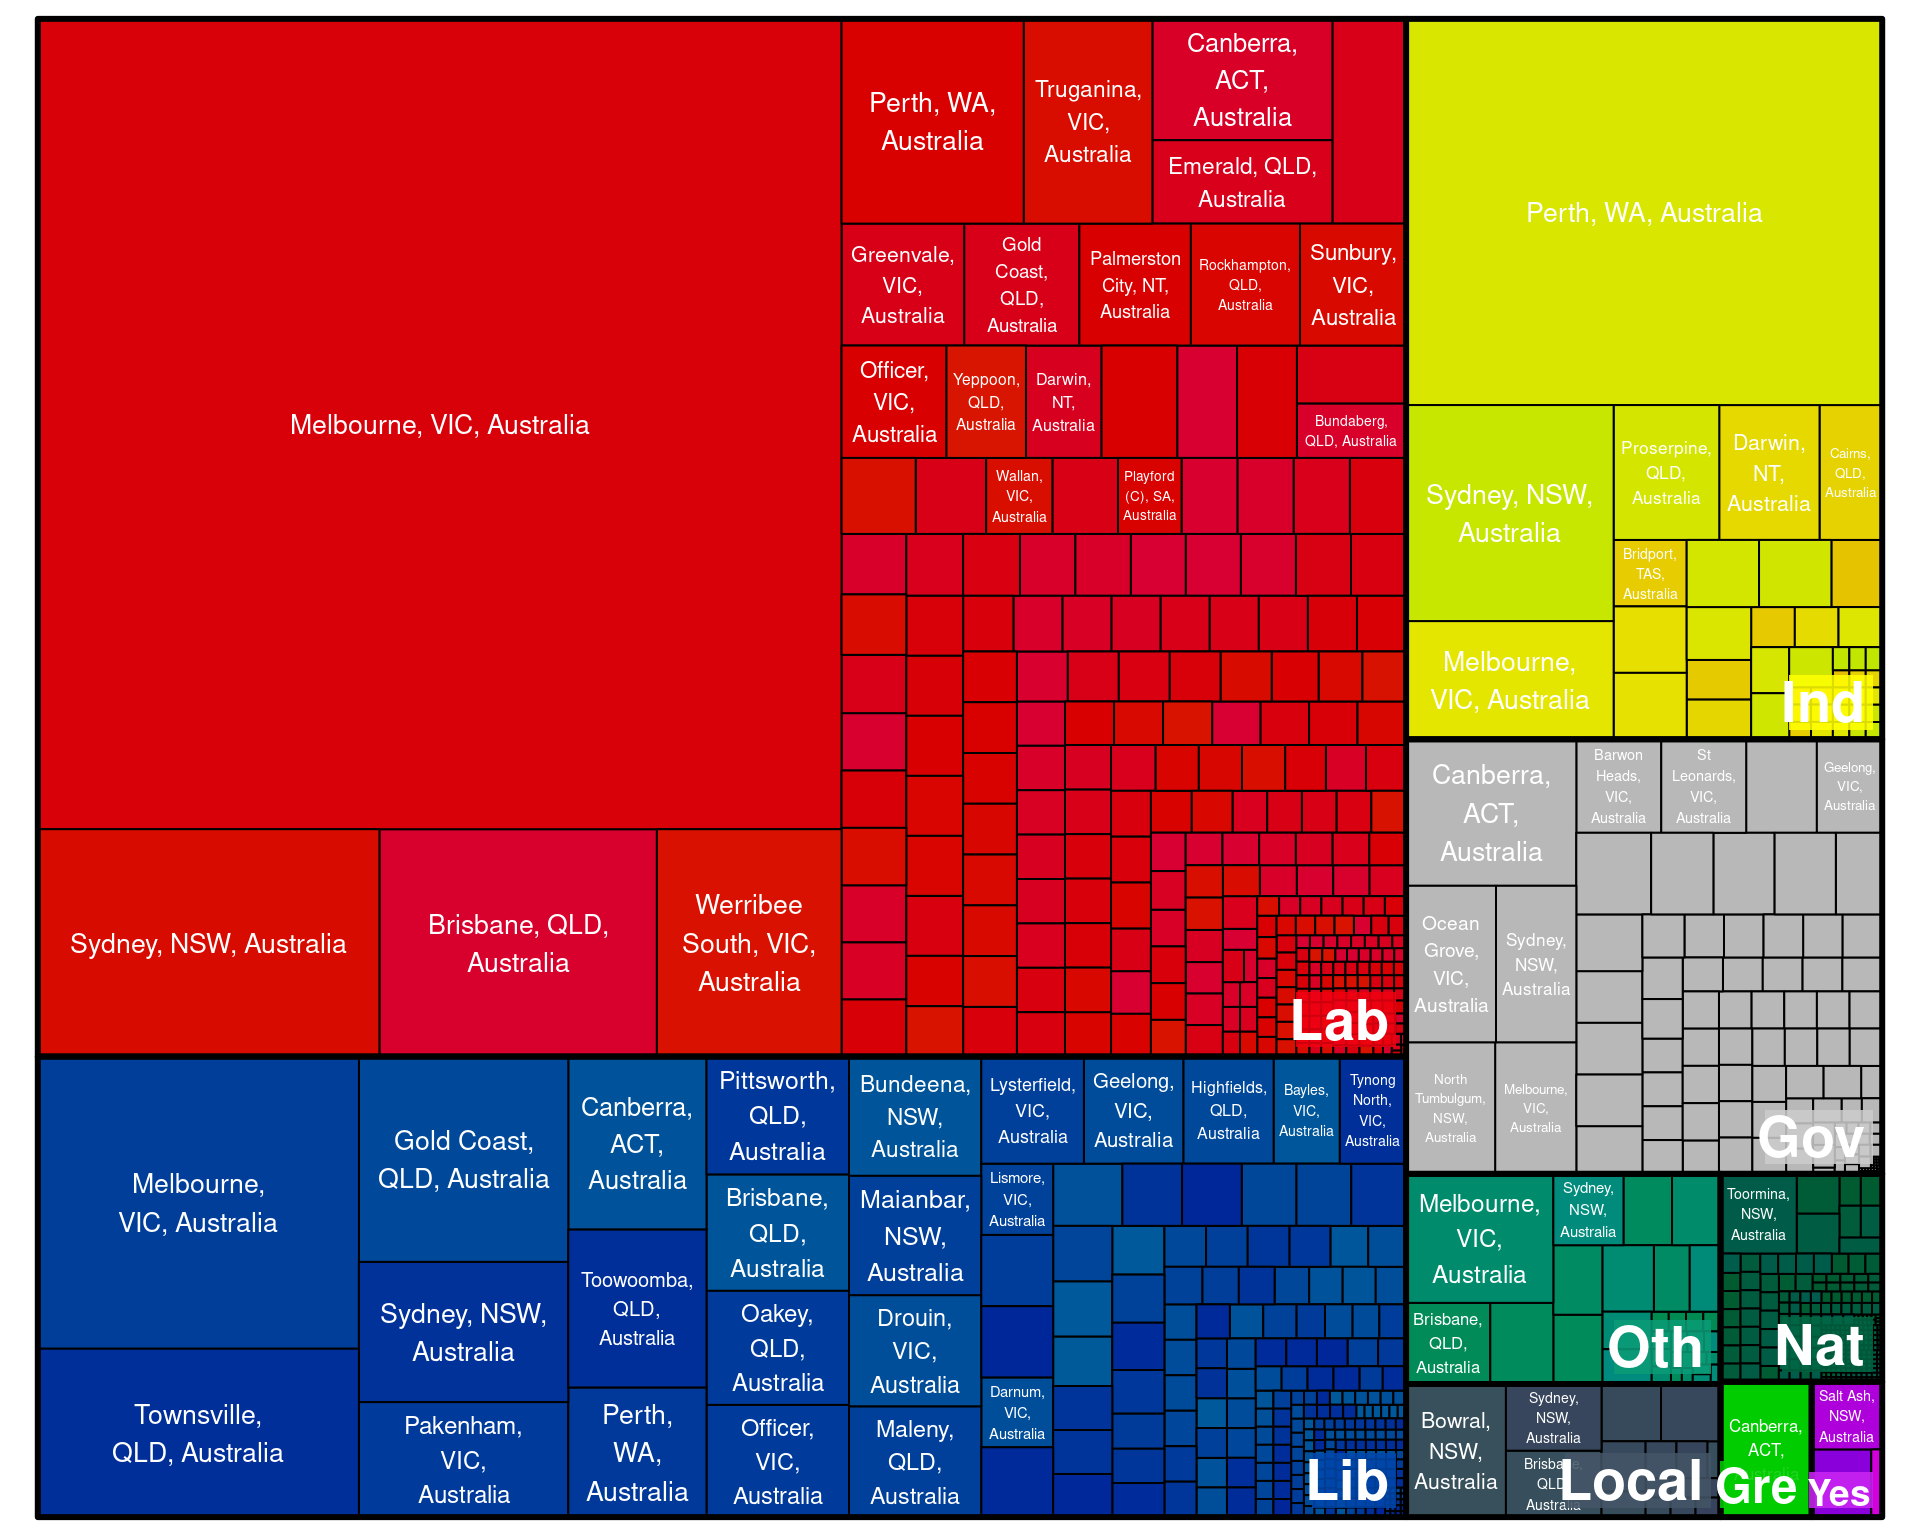 Melbourne, VIC, Australia
Sydney, NSW, Australia
Brisbane, QLD,
Australia
Werribee
South, VIC,
Australia
Perth, WA,
Australia
Truganina,
VIC,
Australia
Canberra,
ACT,
Australia
Emerald, QLD,
Australia
Greenvale,
VIC,
Australia
Gold
Coast,
QLD,
Australia
Palmerston
City, NT,
Australia
Rockhampton,
QLD,
Australia
Sunbury,
VIC,
Australia
Officer,
VIC,
Australia
Yeppoon,
QLD,
Australia
Darwin,
NT,
Australia
Bundaberg,
QLD, Australia
Wallan,
VIC,
Australia
Playford
(C), SA,
Australia
Lab
Perth, WA, Australia
Sydney, NSW,
Australia
Melbourne,
VIC, Australia
Proserpine,
QLD,
Australia
Darwin,
NT,
Australia
Cairns,
QLD,
Australia
Bridport,
TAS,
Australia
Ind
Canberra,
ACT,
Australia
Barwon
Heads,
VIC,
Australia
St
Leonards,
VIC,
Australia
Geelong,
VIC,
Australia
Ocean
Grove,
VIC,
Australia
Sydney,
NSW,
Australia
North
Tumbulgum,
NSW,
Australia
Melbourne,
VIC,
Australia
Gov
Melbourne,
VIC, Australia
Townsville,
QLD, Australia
Gold Coast,
QLD, Australia
Sydney, NSW,
Australia
Pakenham,
VIC,
Australia
Canberra,
ACT,
Australia
Toowoomba,
QLD,
Australia
Perth,
WA,
Australia
Pittsworth,
QLD,
Australia
Brisbane,
QLD,
Australia
Oakey,
QLD,
Australia
Officer,
VIC,
Australia
Bundeena,
NSW,
Australia
Maianbar,
NSW,
Australia
Drouin,
VIC,
Australia
Maleny,
QLD,
Australia
Lysterfield,
VIC,
Australia
Geelong,
VIC,
Australia
Highfields,
QLD,
Australia
Bayles,
VIC,
Australia
Tynong
North,
VIC,
Australia
Lismore,
VIC,
Australia
Darnum,
VIC,
Australia
Lib
Melbourne,
VIC,
Australia
Sydney,
NSW,
Australia
Brisbane,
QLD,
Australia
Oth
Toormina,
NSW,
Australia
Nat
Bowral,
NSW,
Australia
Sydney,
NSW,
Australia
Brisbane,
QLD,
Australia
Local
Canberra,
ACT,
Australia
Gre
Salt Ash,
NSW,
Australia
Yes